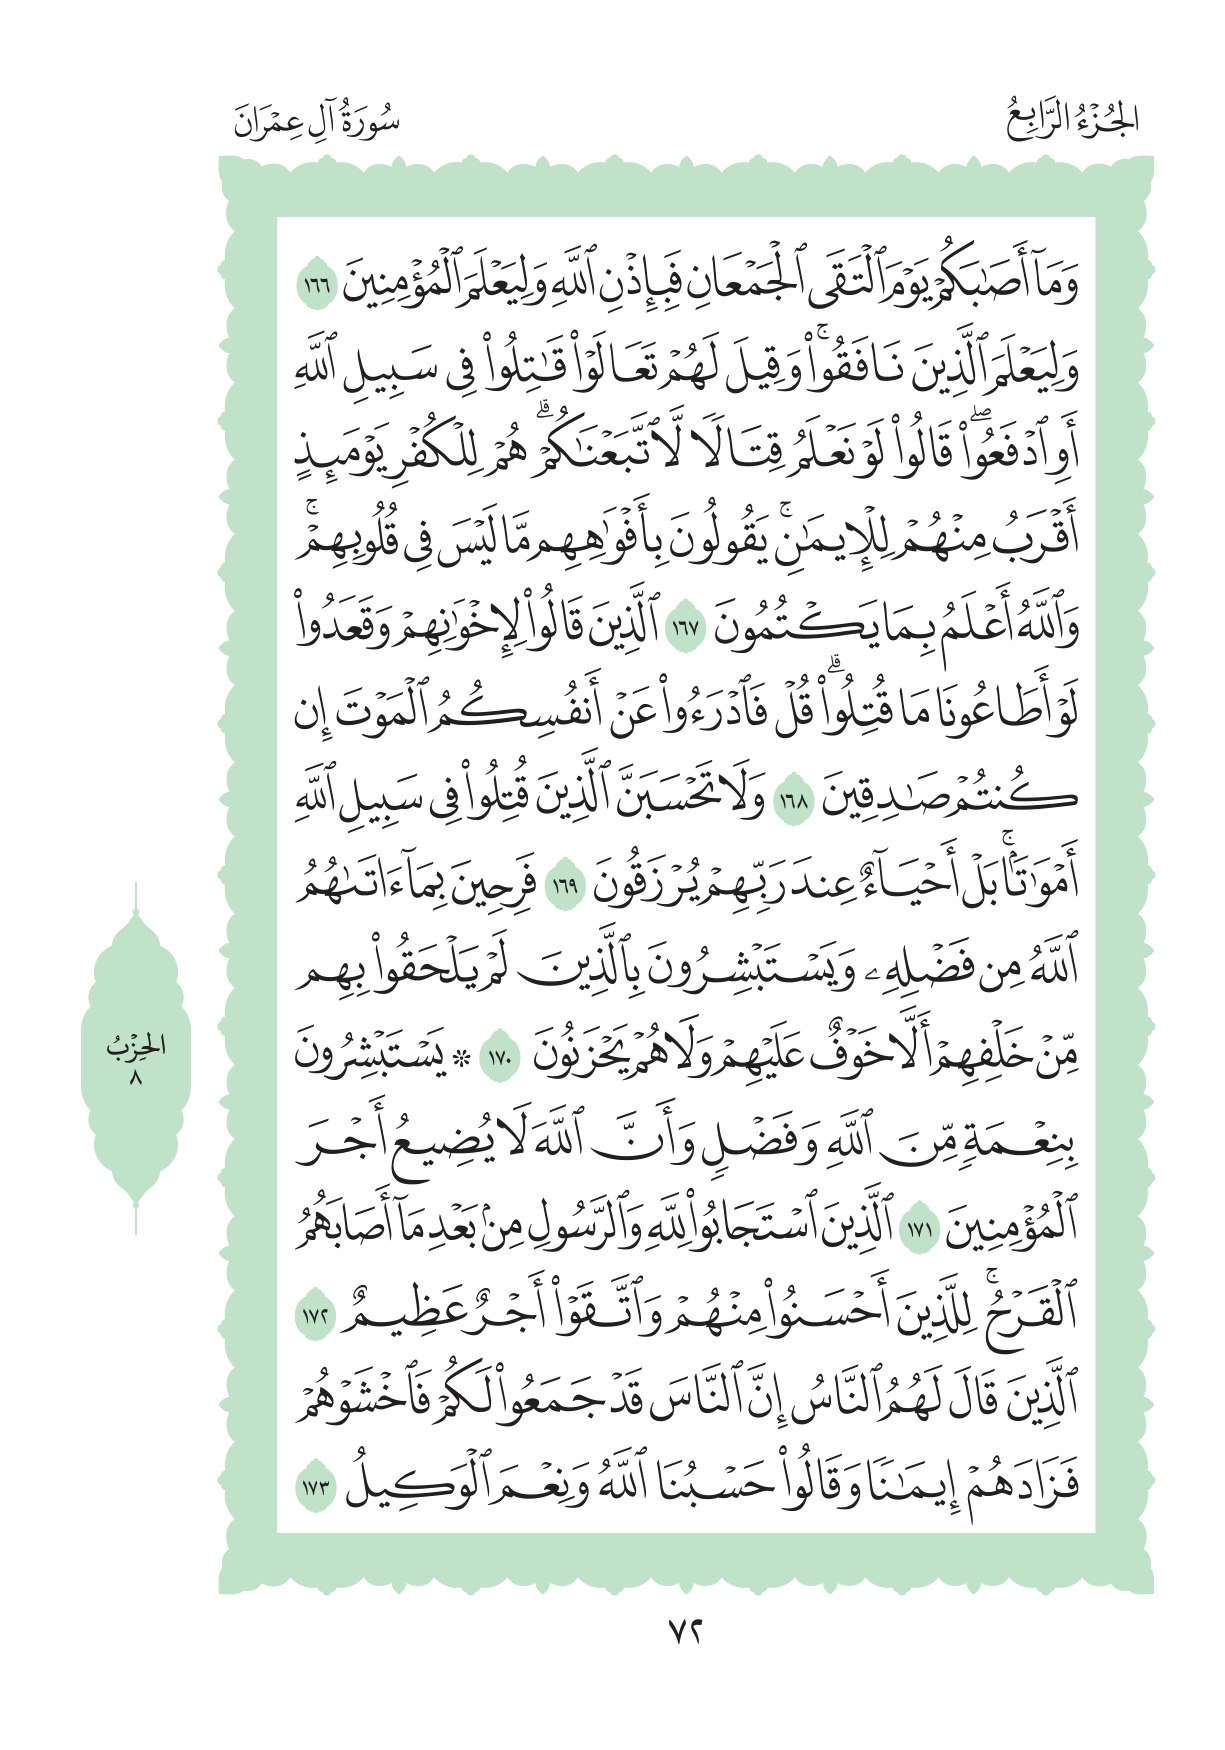 الجُزْءُ الرَّابِعُ
سُورَةُ آلِ عِمْرَانَ
وَمَآ أَصَٰبَكُمْ يَوْمَ ٱلْتَقَى ٱلْجَمْعَانِ فَبِإِذْنِ ٱللَّهِ وَلِيَعْلَمَ ٱلْمُؤْمِنِينَ ١٦٦
وَلِيَعْلَمَ ٱلَّذِينَ نَافَقُوا۟ۚ وَقِيلَ لَهُمْ تَعَالَوْا۟ قَٰتِلُوا۟ فِى سَبِيلِ ٱللَّهِ
أَوِ ٱدْفَعُوا۟ۖ قَالُوا۟ لَوْ نَعْلَمُ قِتَالًا لَّٱتَّبَعْنَٰكُمْۗ هُمْ لِلْكُفْرِ يَوْمَئِذٍ
أَقْرَبُ مِنْهُمْ لِلْإِيمَٰنِۚ يَقُولُونَ بِأَفْوَٰهِهِم مَّا لَيْسَ فِى قُلُوبِهِمْۚ
وَٱللَّهُ أَعْلَمُ بِمَا يَكْتُمُونَ ١٦٧ ٱلَّذِينَ قَالُوا۟ لِإِخْوَٰنِهِمْ وَقَعَدُوا۟
لَوْ أَطَاعُونَا مَا قُتِلُوا۟ۗ قُلْ فَٱدْرَءُوا۟ عَنْ أَنفُسِكُمُ ٱلْمَوْتَ إِن
كُنتُمْ صَٰدِقِينَ ١٦٨ وَلَا تَحْسَبَنَّ ٱلَّذِينَ قُتِلُوا۟ فِى سَبِيلِ ٱللَّهِ
أَمْوَٰتًۢاۚ بَلْ أَحْيَآءٌ عِندَ رَبِّهِمْ يُرْزَقُونَ ١٦٩ فَرِحِينَ بِمَآ ءَاتَىٰهُمُ
ٱللَّهُ مِن فَضْلِهِۦ وَيَسْتَبْشِرُونَ بِٱلَّذِينَ لَمْ يَلْحَقُوا۟ بِهِم
مِّنْ خَلْفِهِمْ أَلَّا خَوْفٌ عَلَيْهِمْ وَلَا هُمْ يَحْزَنُونَ ١٧٠ ۞ يَسْتَبْشِرُونَ
بِنِعْمَةٍ مِّنَ ٱللَّهِ وَفَضْلٍ وَأَنَّ ٱللَّهَ لَا يُضِيعُ أَجْرَ
ٱلْمُؤْمِنِينَ ١٧١ ٱلَّذِينَ ٱسْتَجَابُوا۟ لِلَّهِ وَٱلرَّسُولِ مِنۢ بَعْدِ مَآ أَصَابَهُمُ
ٱلْقَرْحُۚ لِلَّذِينَ أَحْسَنُوا۟ مِنْهُمْ وَٱتَّقَوْا۟ أَجْرٌ عَظِيمٌ ١٧٢
ٱلَّذِينَ قَالَ لَهُمُ ٱلنَّاسُ إِنَّ ٱلنَّاسَ قَدْ جَمَعُوا۟ لَكُمْ فَٱخْشَوْهُمْ
فَزَادَهُمْ إِيمَٰنًا وَقَالُوا۟ حَسْبُنَا ٱللَّهُ وَنِعْمَ ٱلْوَكِيلُ ١٧٣
الحِزْبُ
٨
٧٢